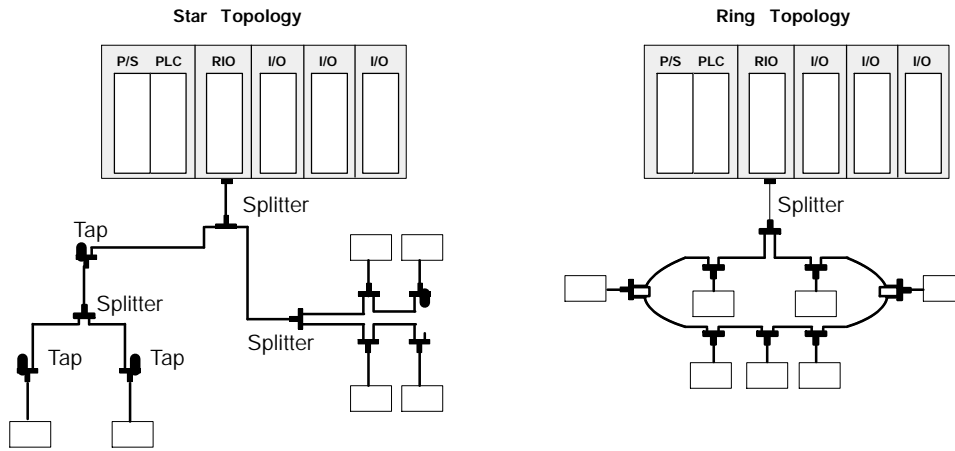 Star Topology
P/S PLC RIO I/O I/O I/O
Splitter
Tap
Splitter
Splitter
Tap Tap
Ring Topology
P/S PLC RIO I/O I/O I/O
Splitter